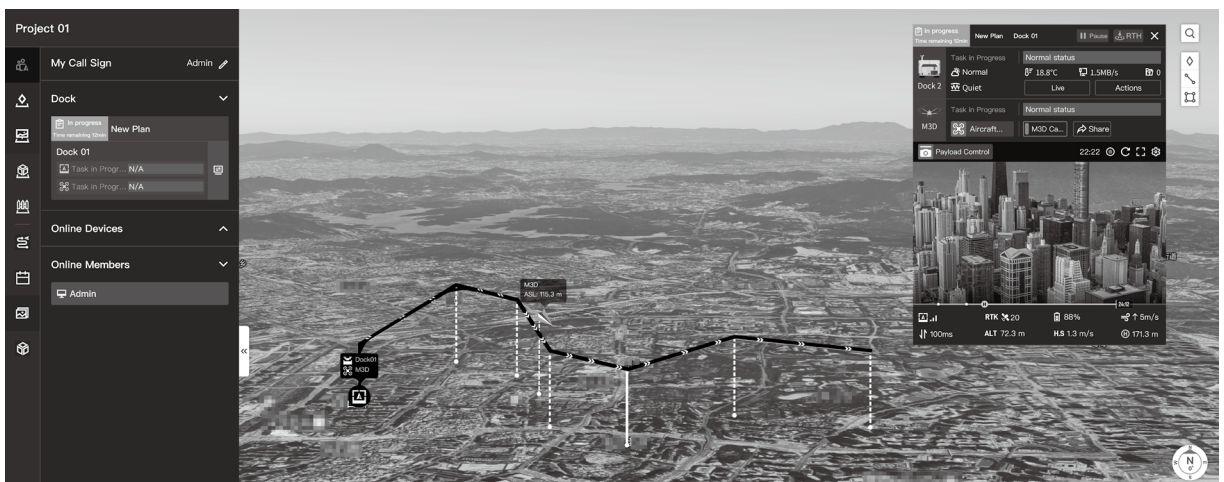 Project 01
My Call Sign Admin
Dock
In progress
Time remaining 12min
New Plan
Dock 01
Task in Progr... N/A
Task in Progr... N/A
Online Devices
Online Members
Admin
M3D
ASL: 115.3 m
Dock01
M3D
In progress
Time remaining 12min
New Plan Dock 01 Pause RTH
Task in Progress Normal status
Normal 18.8°C 1.5MB/s 0
Dock 2 Quiet Live Actions
Task in Progress Normal status
M3D Aircraft... M3D Ca... Share
Payload Comtrol 22:22
24:12
RTK 20 88% 5m/s
100ms ALT 72.3 m H.S 1.3 m/s H 171.3 m
N
0°